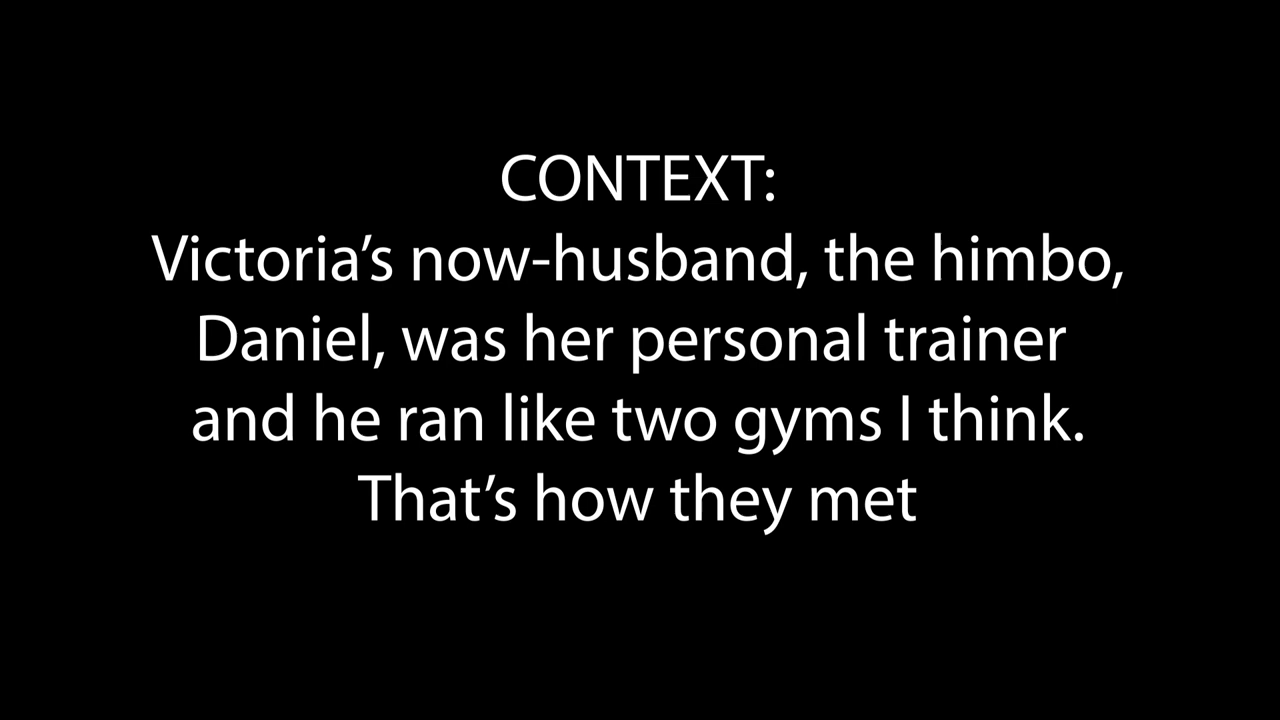 CONTEXT:
Victoria’s now-husband, the himbo,
Daniel, was her personal trainer
and he ran like two gyms I think.
That’s how they met